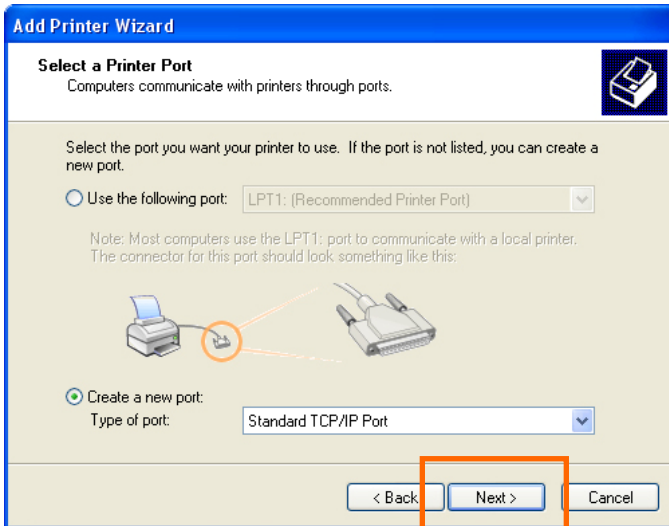 Add Printer Wizard
Select a Printer Port
Computers communicate with printers through ports.
Select the port you want your printer to use. If the port is not listed, you can create a
new port.
Use the following port: LPT1: (Recommended Printer Port)
Note: Most computers use the LPT1: port to communicate with a local printer.
The connector for this port should look something like this:
Create a new port:
Type of port: Standard TCP/IP Port
< Back Next > Cancel